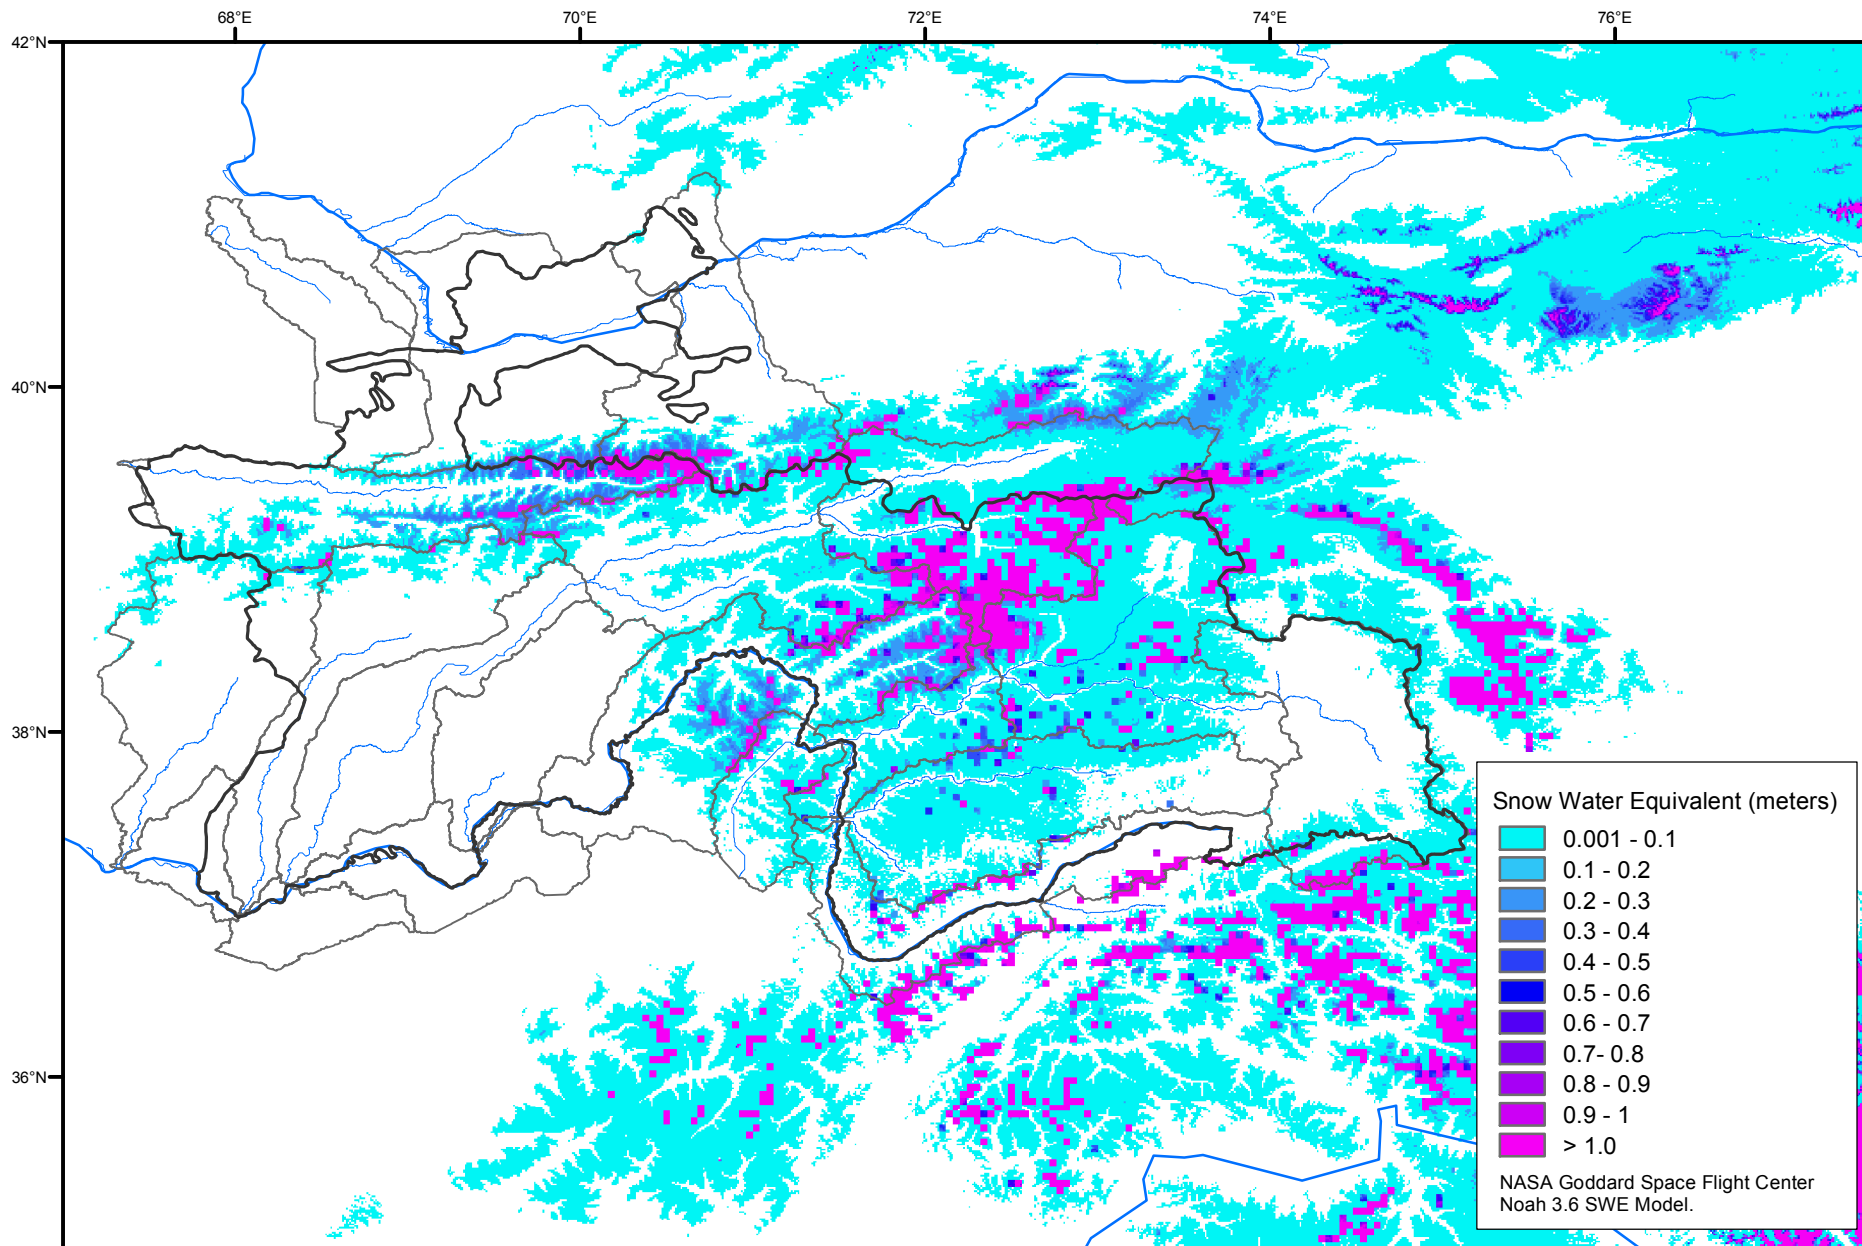 68°E
70°E
72°E
74°E
76°E
42°N
40°N
38°N
36°N
Snow Water Equivalent (meters)
0.001 - 0.1
0.1 - 0.2
0.2 - 0.3
0.3 - 0.4
0.4 - 0.5
0.5 - 0.6
0.6 - 0.7
0.7- 0.8
0.8 - 0.9
0.9 - 1
> 1.0
NASA Goddard Space Flight Center
Noah 3.6 SWE Model.